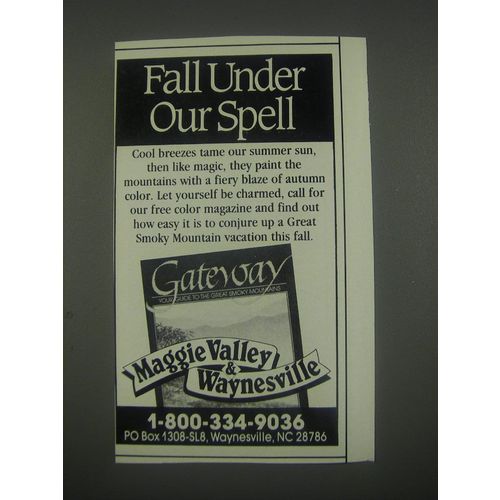 Fall Under
Our Spell
Cool breezes tame our summer sun,
then like magic, they paint the
mountains with a fiery blaze of autumn
color. Let yourself be charmed, call for
our free color magazine and find out
how easy it is to conjure up a Great
Smoky Mountain vacation this fall.
Gateway
YOUR GUIDE TO THE GREAT SMOKY MOUNTAINS
Maggie Valley
&
Waynesville
1-800-334-9036
PO Box 1308-SL8, Waynesville, NC 28786